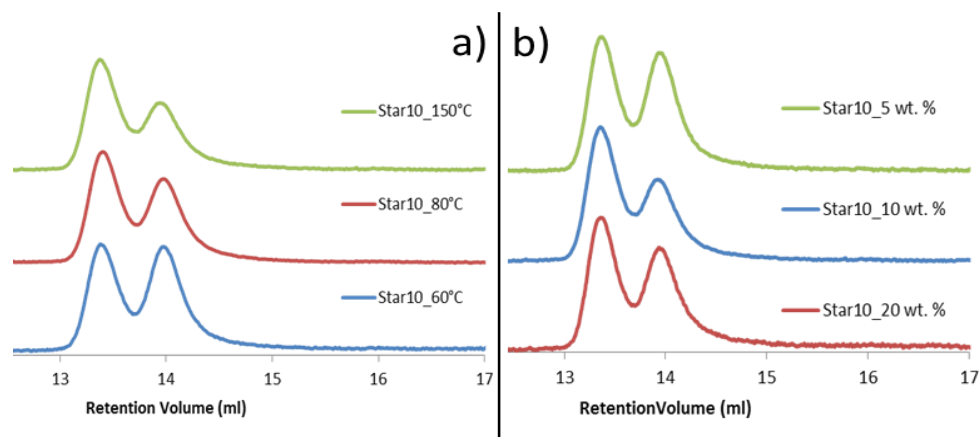 a)
Star10_150°C
Star10_80°C
Star10_60°C
13 14 15 16 17
Retention Volume (ml)
b)
Star10_5 wt. %
Star10_10 wt. %
Star10_20 wt. %
13 14 15 16 17
RetentionVolume (ml)